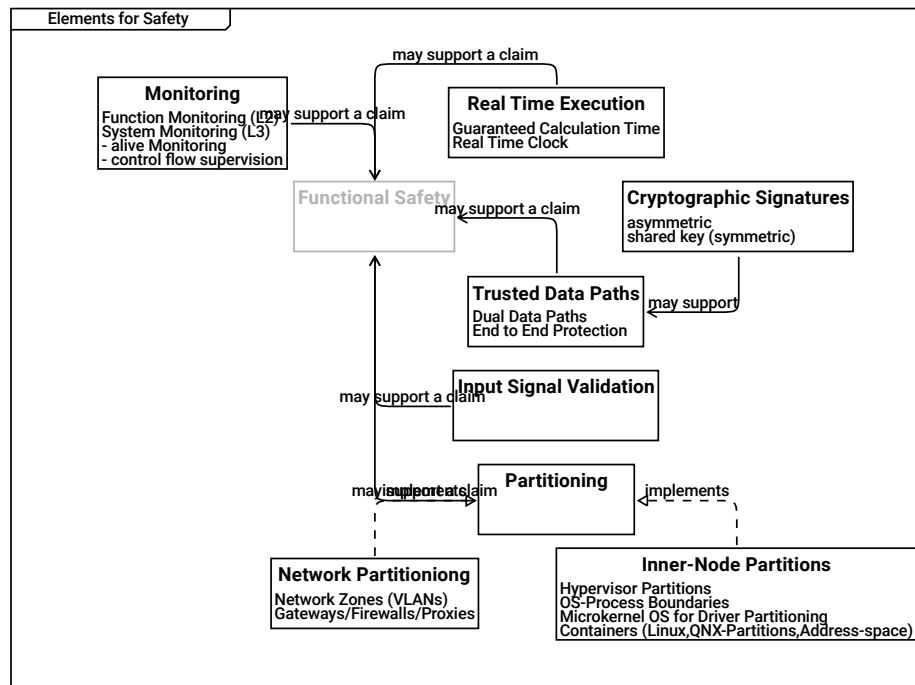 Elements for Safety
may support a claim
Monitoring
Function Monitoring (L2)
System Monitoring (L3)
- alive Monitoring
- control flow supervision
may support a claim
Real Time Execution
Guaranteed Calculation Time
Real Time Clock
Functional Safety
may support a claim
Cryptographic Signatures
asymmetric
shared key (symmetric)
Trusted Data Paths
Dual Data Paths
End to End Protection
may support
Input Signal Validation
may support a claim
Partitioning
may support a claim
implements
implements
Network Partitioniong
Network Zones (VLANs)
Gateways/Firewalls/Proxies
Inner-Node Partitions
Hypervisor Partitions
OS-Process Boundaries
Microkernel OS for Driver Partitioning
Containers (Linux,QNX-Partitions,Address-space)